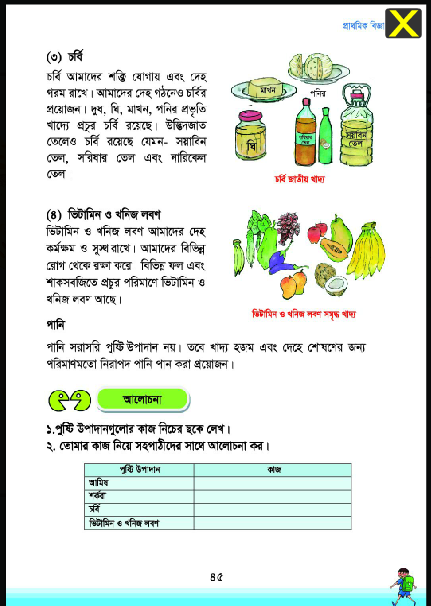 প্রাথমিক বিজ্ঞা
X
(৩) চর্বি
চর্বি আমাদের শক্তি যোগায় এবং দেহ
গরম রাখে। আমাদের দেহ গঠনেও চর্বির
প্রয়োজন। দুধ, ঘি, মাখন, পনির প্রভৃতি
খাদ্যে প্রচুর চর্বি রয়েছে। উদ্ভিদজাত
তেলেও চর্বি রয়েছে যেমন- সয়াবিন
তেল, সরিষার তেল এবং নারিকেল
তেল
মাখন
পনির
ঘি
সয়াবিন
তেল
চর্বি জাতীয় খাদ্য
(৪) ভিটামিন ও খনিজ লবণ
ভিটামিন ও খনিজ লবণ আমাদের দেহ
কর্মক্ষম ও সুস্থ রাখে। আমাদের বিভিন্ন
রোগ থেকে রক্ষা করে বিভিন্ন ফল এবং
শাকসবজিতে প্রচুর পরিমাণে ভিটামিন ও
খনিজ লবণ আছে।
ভিটামিন ও খনিজ লবণ সমৃদ্ধ খাদ্য
পানি
পানি সরাসরি পুষ্টি উপাদান নয়। তবে খাদ্য হজম এবং দেহে শোষণের জন্য
পরিমাণমতো নিরাপদ পানি পান করা প্রয়োজন।
আলোচনা
১.পুষ্টি উপাদানগুলোর কাজ নিচের ছকে লেখ।
২. তোমার কাজ নিয়ে সহপাঠীদের সাথে আলোচনা কর।
পুষ্টি উপাদান কাজ
আমিষ
শর্করা
চর্বি
ভিটামিন ও খনিজ লবণ
৪৫